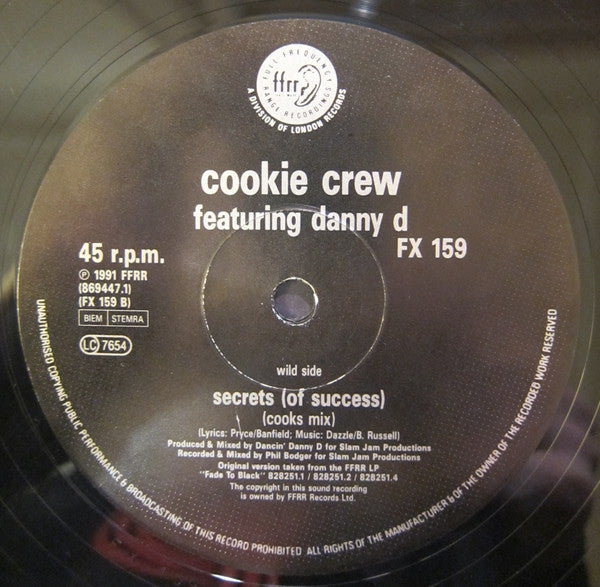 FULL FREQUENCY
ffrr
RANGE RECORDINGS
A DIVISION OF LONDON RECORDS
cookie crew
featuring danny d
FX 159
45 r.p.m.
℗ 1991 FFRR
(869447.1)
(FX 159 B)
BIEM STEMRA
LC 7654
wild side
secrets (of success)
(cooks mix)
(Lyrics: Pryce/Banfield; Music: Dazzle/B. Russell)
Produced & Mixed by Dancin' Danny D for Slam Jam Productions
Recorded & Mixed by Phil Bodger for Slam Jam Productions
Original version taken from the FFRR LP
"Fade To Black" 828251.1 / 828251.2 / 828251.4
The copyright in this sound recording
is owned by FFRR Records Ltd.
UNAUTHORISED COPYING PUBLIC PERFORMANCE & BROADCASTING OF THIS RECORD PROHIBITED ALL RIGHTS OF THE MANUFACTURER & OF THE OWNER OF THE RECORDED WORK RESERVED